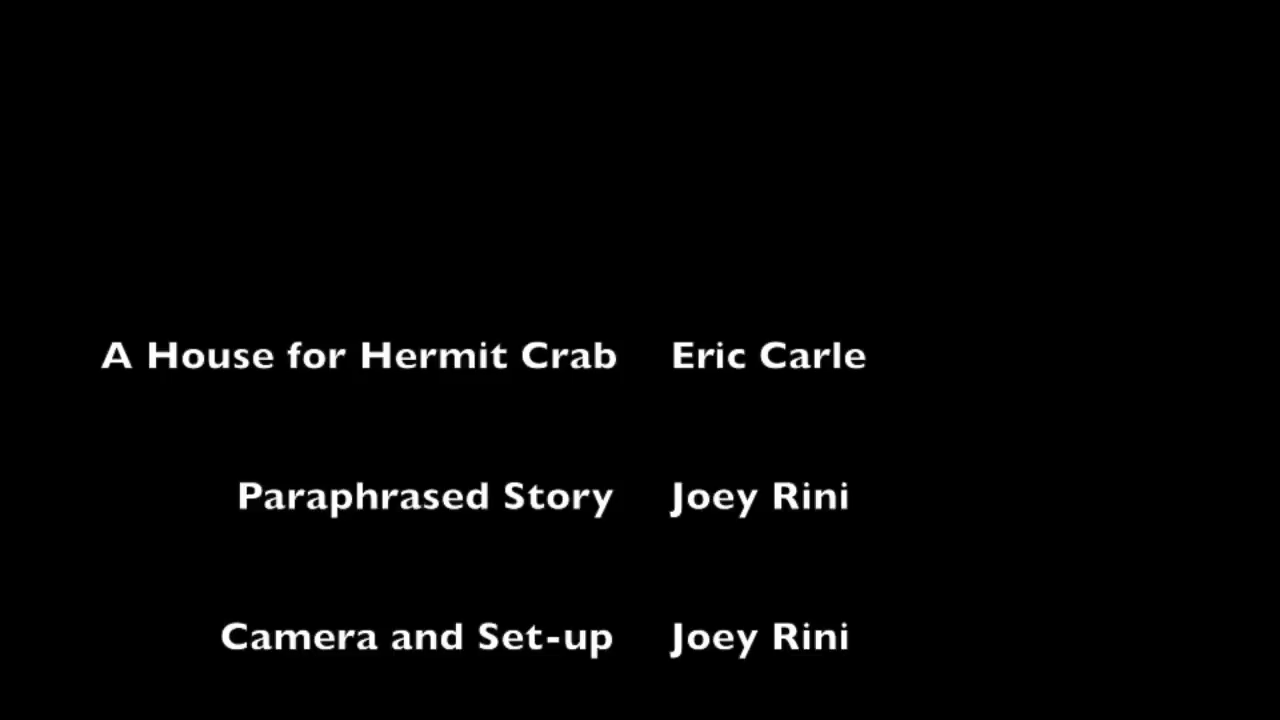 A House for Hermit Crab Eric Carle
Paraphrased Story Joey Rini
Camera and Set-up Joey Rini